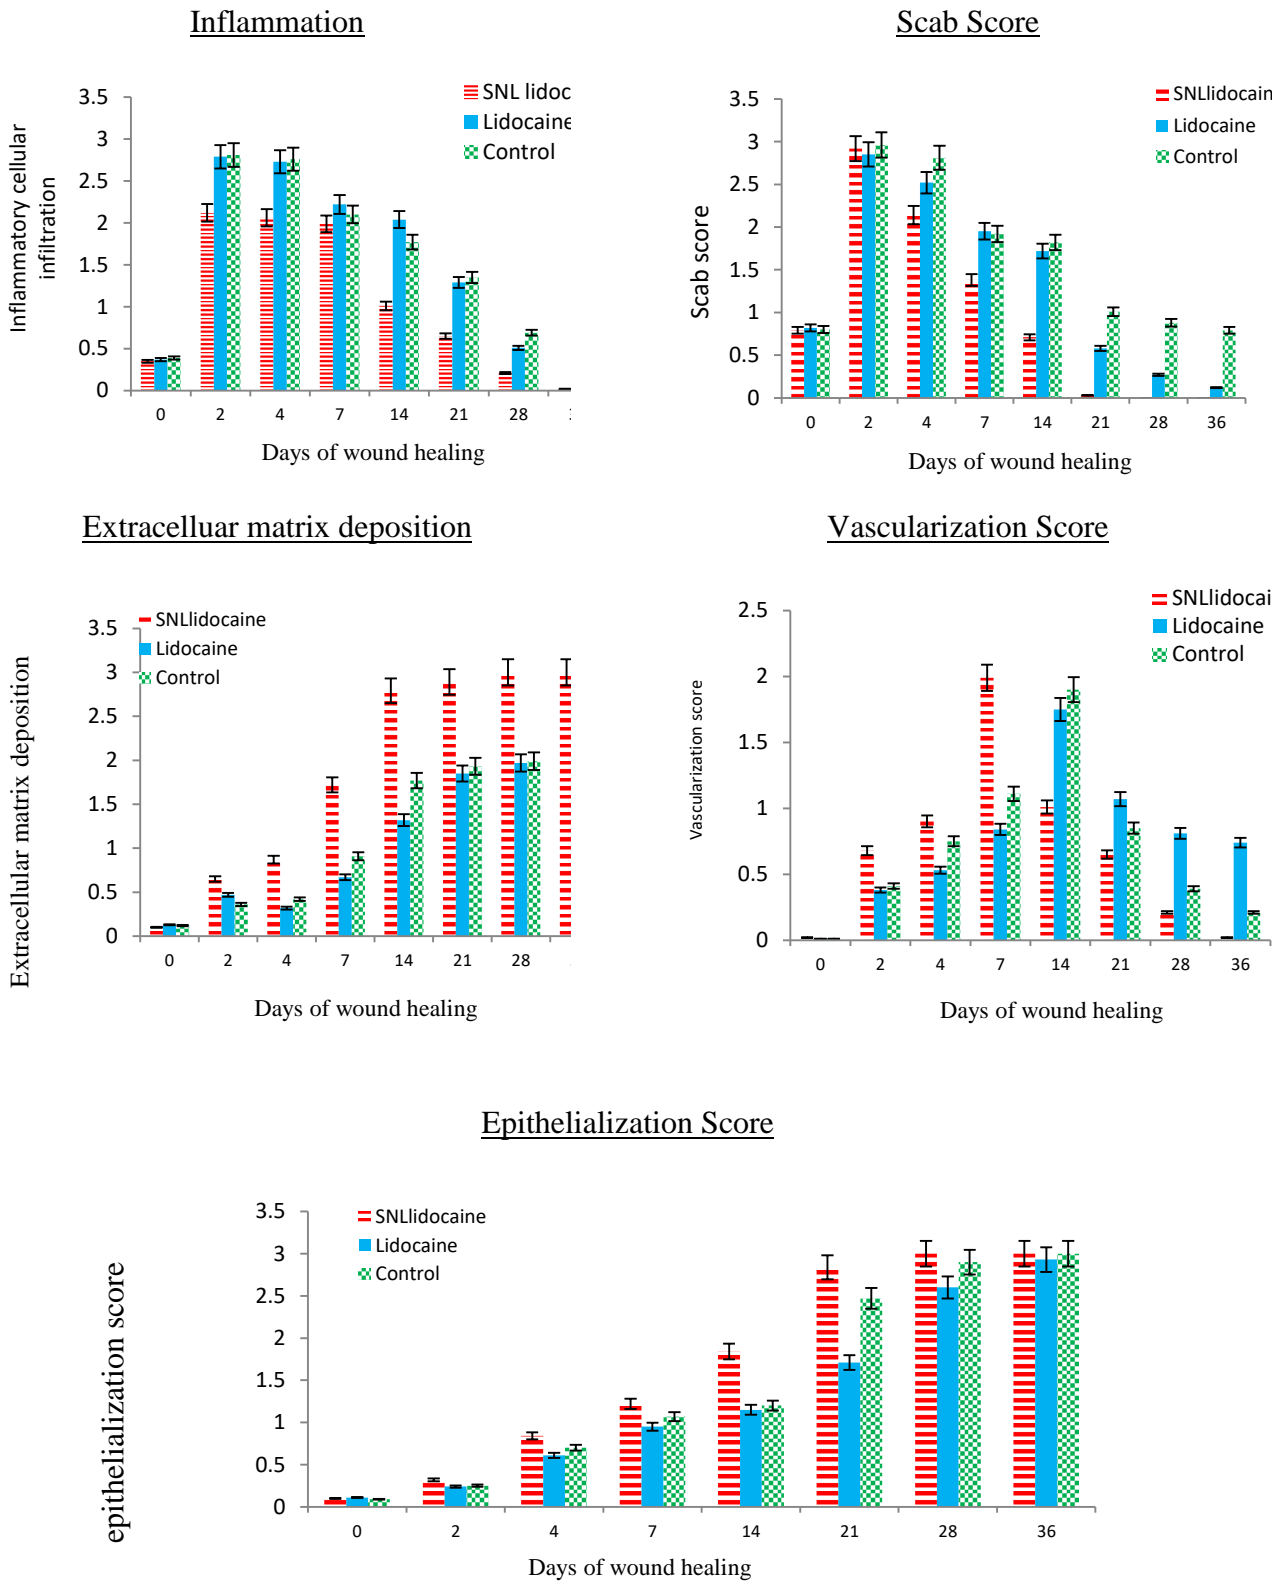 Inflammation
SNL lidoc
Lidocaine
Control
3.5
3
2.5
2
1.5
1
0.5
0
Inflammatory cellular
infiltration
0 2 4 7 14 21 28
Days of wound healing
Scab Score
SNLlidocain
Lidocaine
Control
3.5
3
2.5
2
1.5
1
0.5
0
Scab score
0 2 4 7 14 21 28 36
Days of wound healing
Extracelluar matrix deposition
SNLlidocaine
Lidocaine
Control
3.5
3
2.5
2
1.5
1
0.5
0
Extracellular matrix deposition
0 2 4 7 14 21 28
Days of wound healing
Vascularization Score
SNLlidocai
Lidocaine
Control
2.5
2
1.5
1
0.5
0
Vascularization score
0 2 4 7 14 21 28 36
Days of wound healing
Epithelialization Score
SNLlidocaine
Lidocaine
Control
3.5
3
2.5
2
1.5
1
0.5
0
epithelialization score
0 2 4 7 14 21 28 36
Days of wound healing